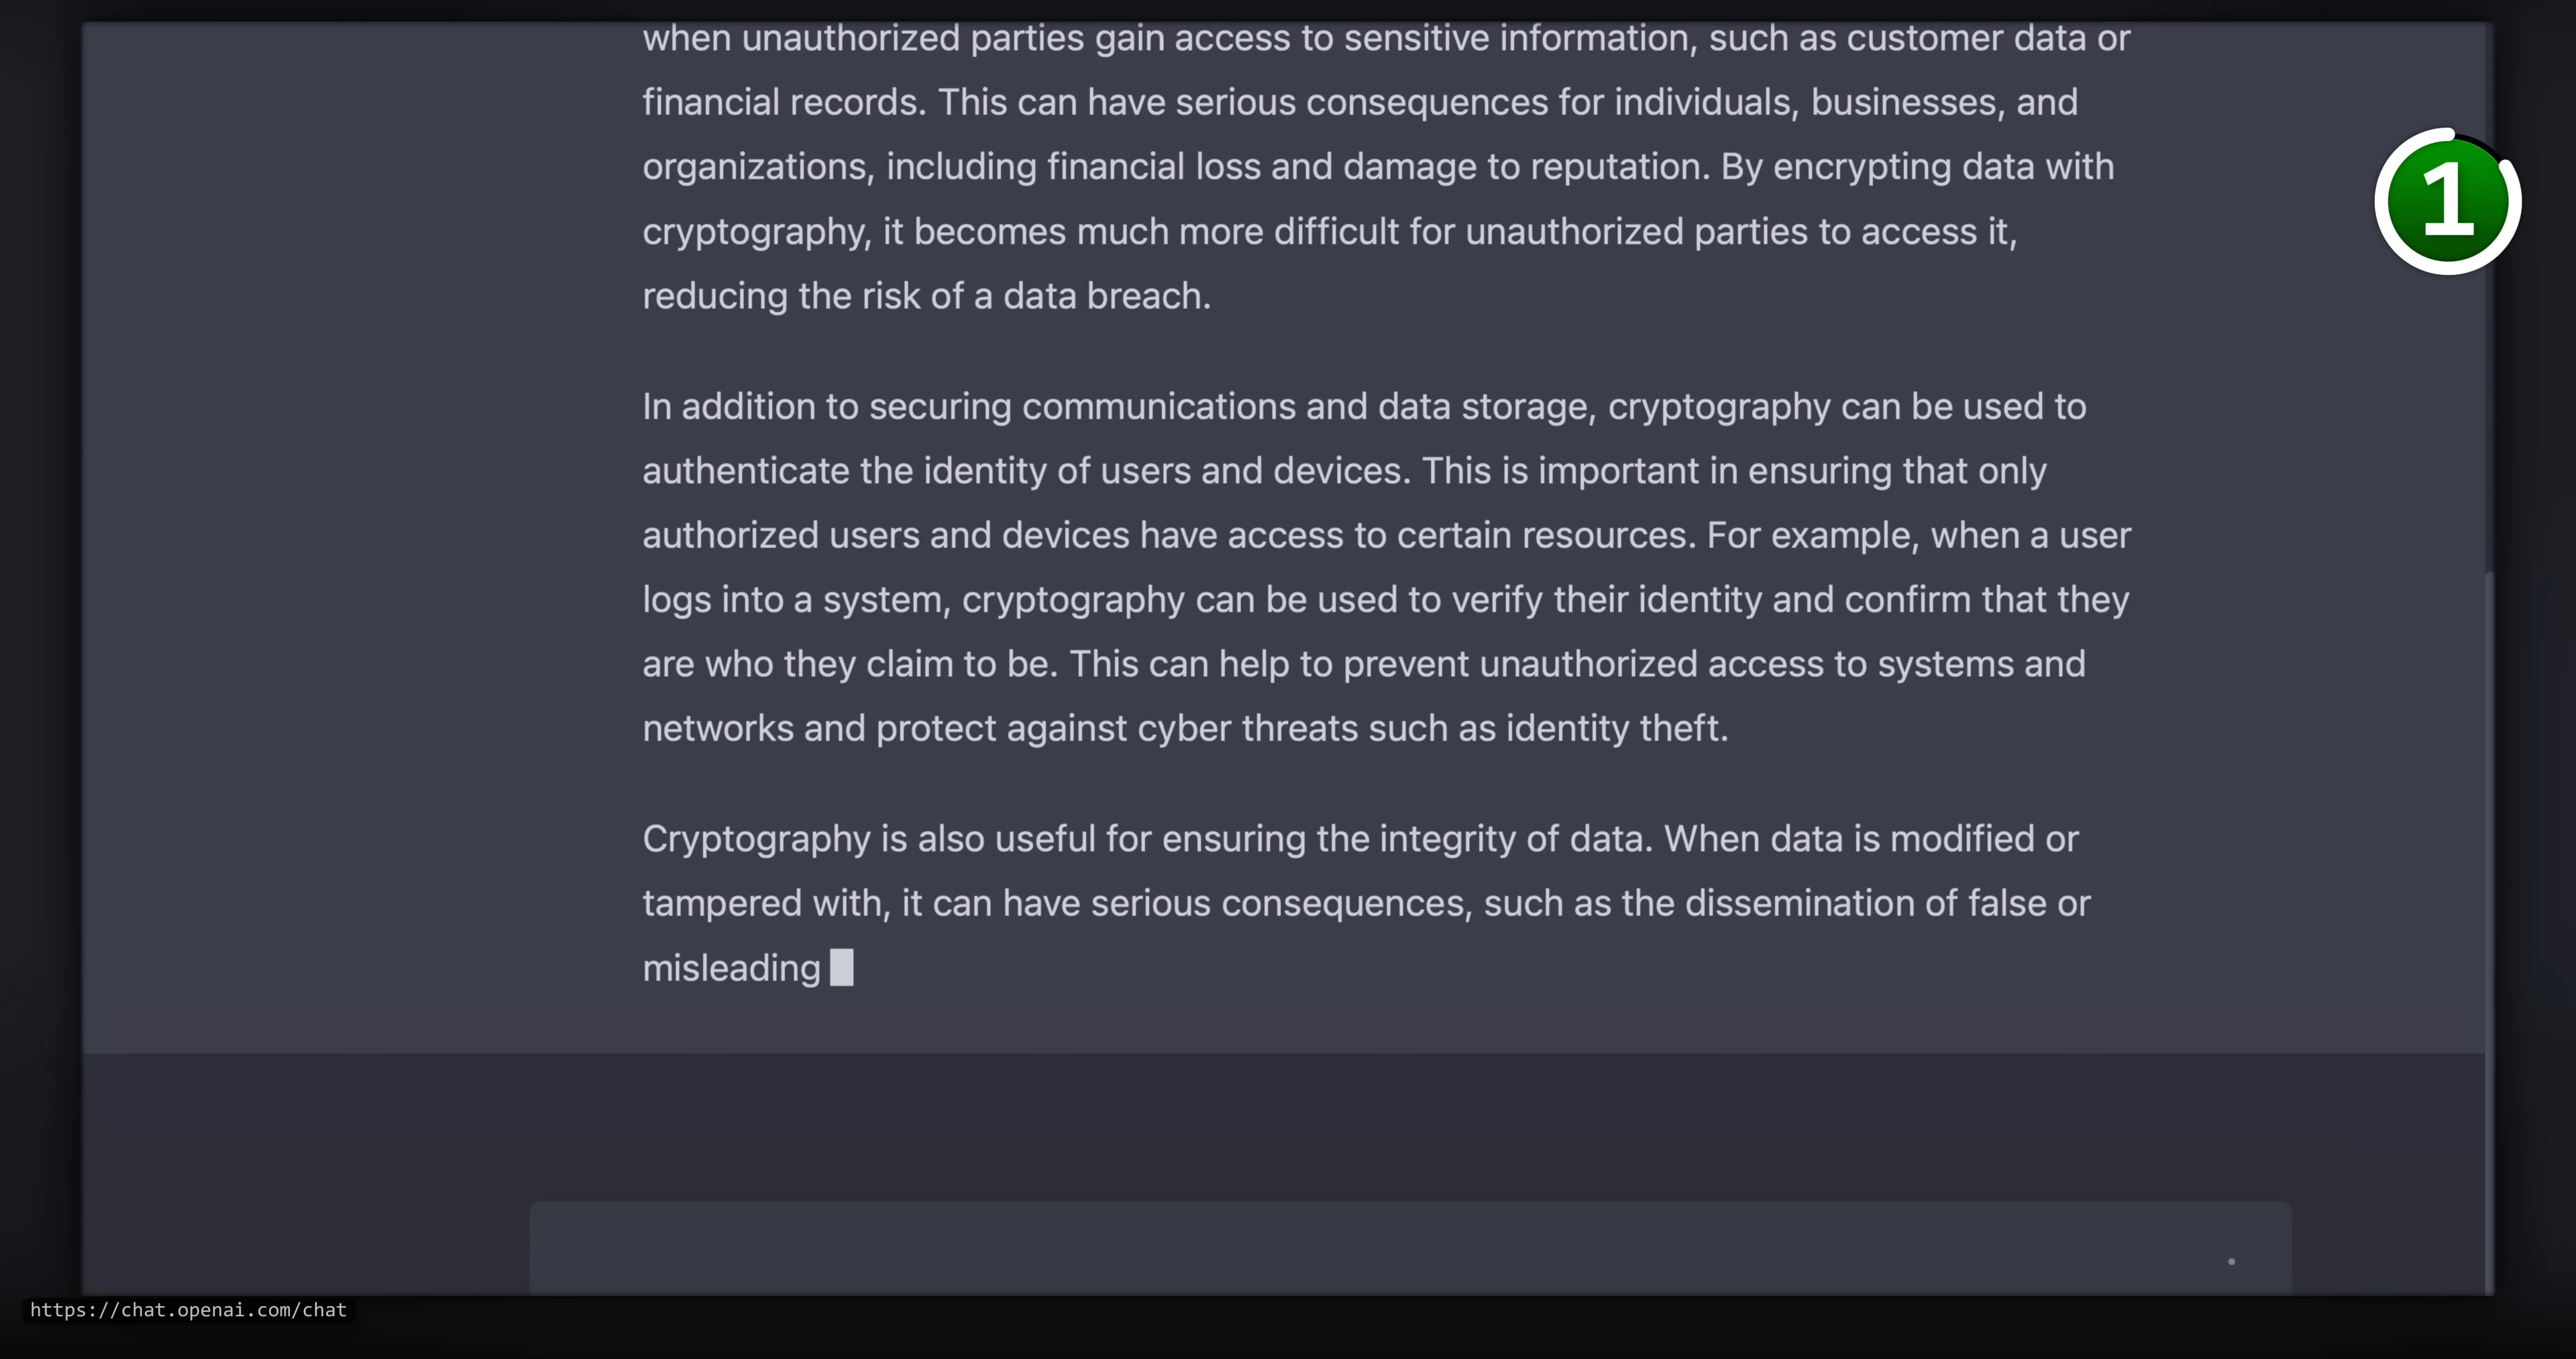 when unauthorized parties gain access to sensitive information, such as customer data or
financial records. This can have serious consequences for individuals, businesses, and
organizations, including financial loss and damage to reputation. By encrypting data with
cryptography, it becomes much more difficult for unauthorized parties to access it,
reducing the risk of a data breach.
1
In addition to securing communications and data storage, cryptography can be used to
authenticate the identity of users and devices. This is important in ensuring that only
authorized users and devices have access to certain resources. For example, when a user
logs into a system, cryptography can be used to verify their identity and confirm that they
are who they claim to be. This can help to prevent unauthorized access to systems and
networks and protect against cyber threats such as identity theft.
Cryptography is also useful for ensuring the integrity of data. When data is modified or
tampered with, it can have serious consequences, such as the dissemination of false or
misleading
https://chat.openai.com/chat